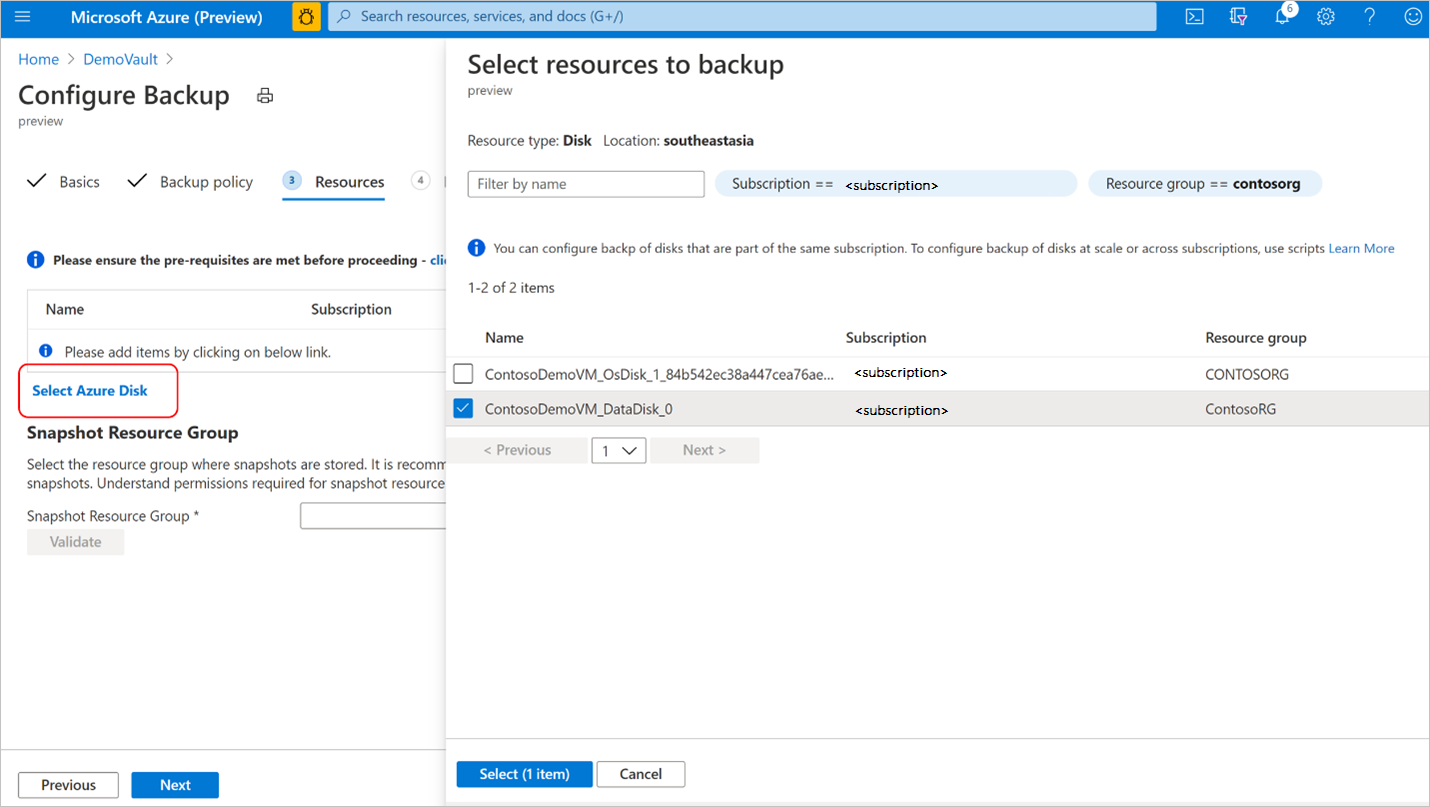 Microsoft Azure (Preview)
Search resources, services, and docs (G+/)
6
Home > DemoVault >
Configure Backup
preview
Basics
Backup policy
3 Resources
4
Please ensure the pre-requisites are met before proceeding - clic
Name Subscription
Please add items by clicking on below link.
Select Azure Disk
Snapshot Resource Group
Select the resource group where snapshots are stored. It is recomm
snapshots. Understand permissions required for snapshot resource
Snapshot Resource Group *
Validate
Previous Next
Select resources to backup
preview
Resource type: Disk Location: southeastasia
Filter by name
Subscription == <subscription>
Resource group == contosorg
You can configure backp of disks that are part of the same subscription. To configure backup of disks at scale or across subscriptions, use scripts Learn More
1-2 of 2 items
Name Subscription Resource group
ContosoDemoVM_OsDisk_1_84b542ec38a447cea76ae... <subscription> CONTOSORG
ContosoDemoVM_DataDisk_0 <subscription> ContosoRG
< Previous 1 Next >
Select (1 item) Cancel